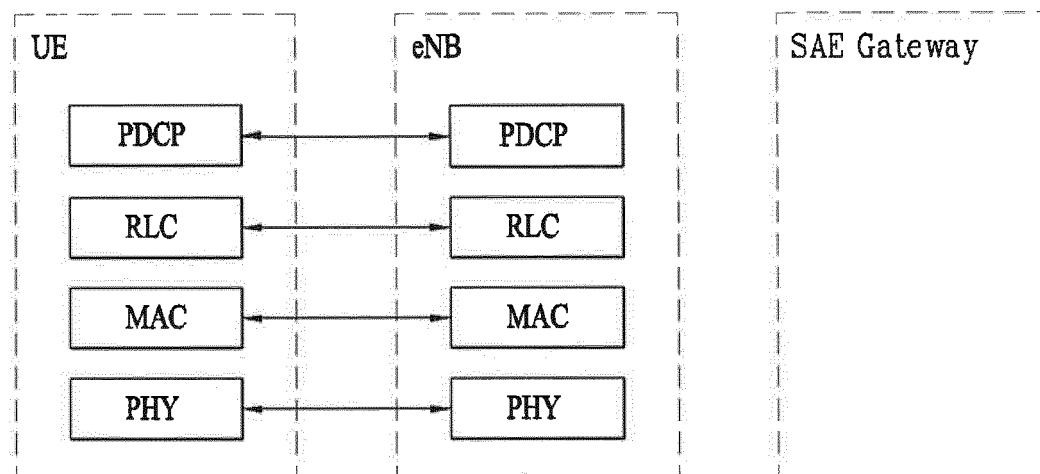 UE eNB SAE Gateway
PDCP PDCP
RLC RLC
MAC MAC
PHY PHY